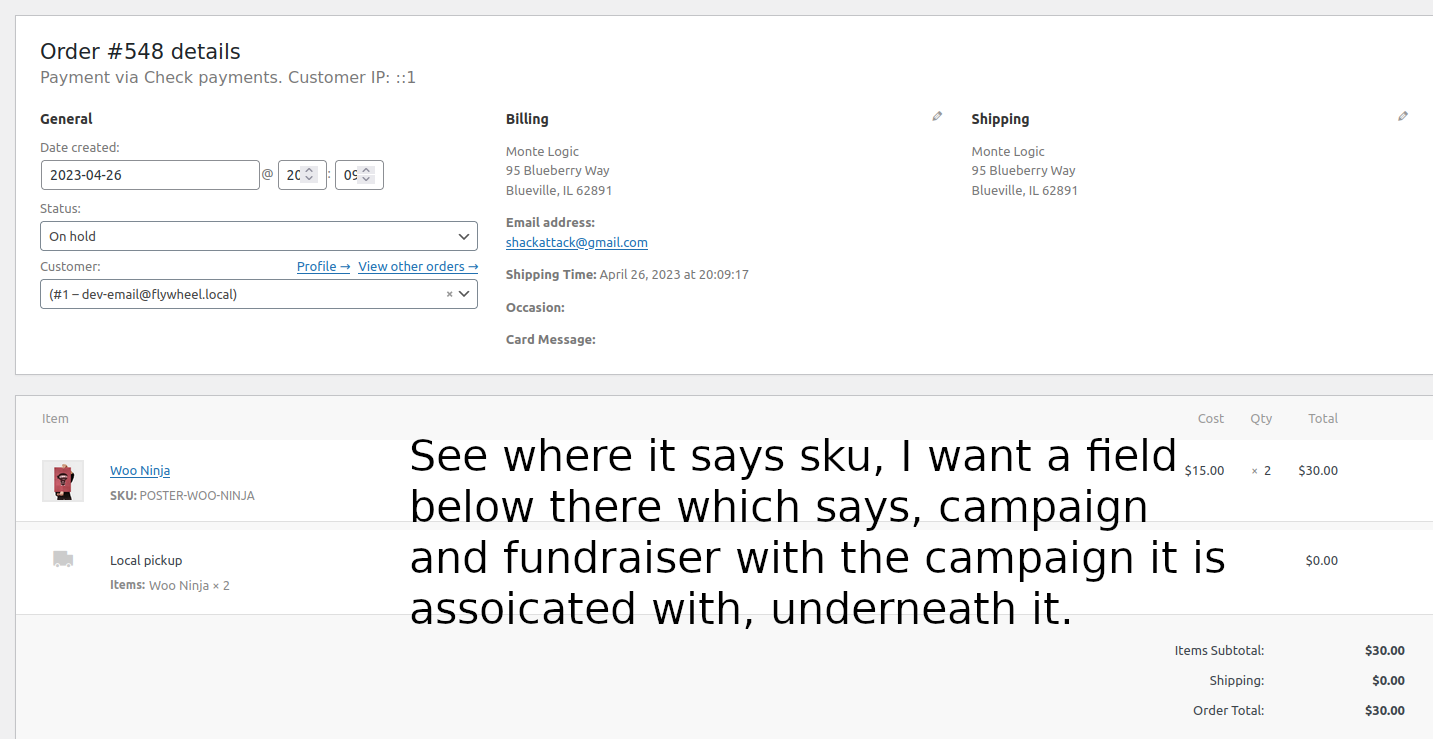 Order #548 details
Payment via Check payments. Customer IP: ::1
General
Date created:
2023-04-26 @ 20 : 09
Status:
On hold
Customer: Profile → View other orders →
(#1 – dev-email@flywheel.local) ×
Billing
Monte Logic
95 Blueberry Way
Blueville, IL 62891
Email address:
shackattack@gmail.com
Shipping Time: April 26, 2023 at 20:09:17
Occasion:
Card Message:
Shipping
Monte Logic
95 Blueberry Way
Blueville, IL 62891
Item Cost Qty Total
Woo Ninja $15.00 × 2 $30.00
SKU: POSTER-WOO-NINJA
Local pickup $0.00
Items: Woo Ninja × 2
See where it says sku, I want a field
below there which says, campaign
and fundraiser with the campaign it is
assoicated with, underneath it.
Items Subtotal: $30.00
Shipping: $0.00
Order Total: $30.00